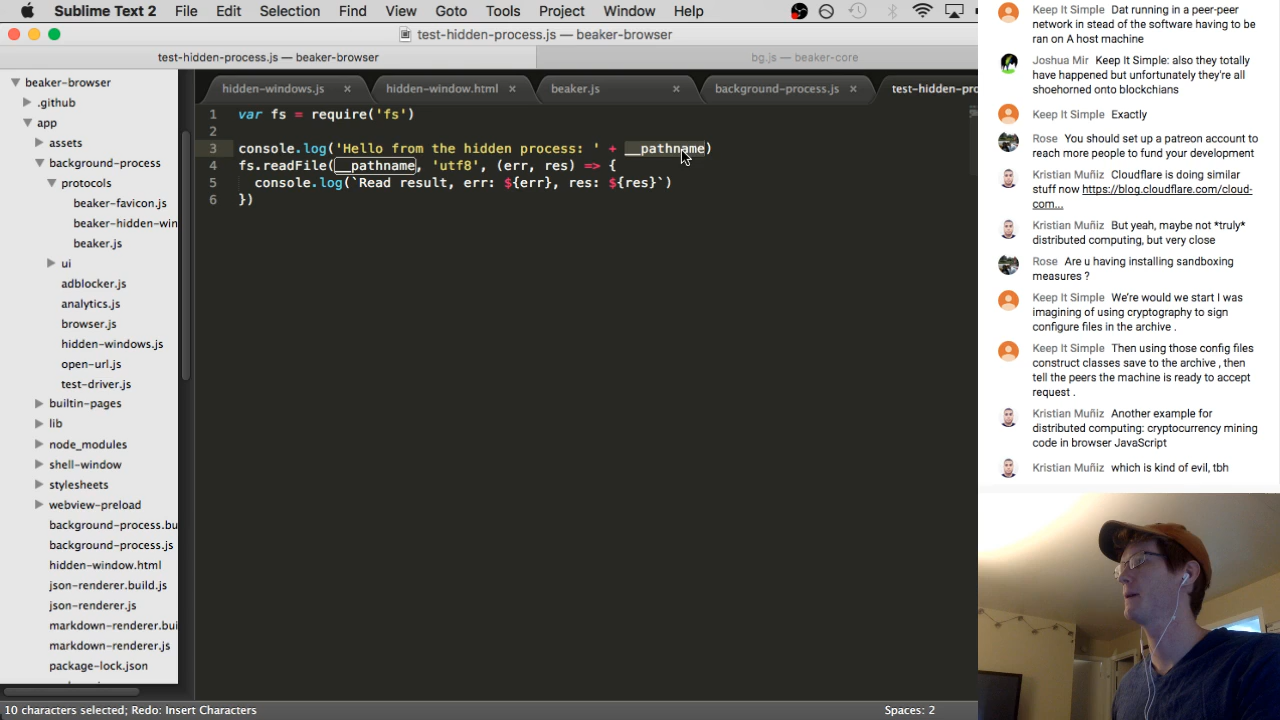 Sublime Text 2 File Edit Selection Find View Goto Tools Project Window Help
test-hidden-process.js — beaker-browser
test-hidden-process.js — beaker-browser
bg.js — beaker-core
beaker-browser
.github
app
assets
background-process
protocols
beaker-favicon.js
beaker-hidden-win
beaker.js
ui
adblocker.js
analytics.js
browser.js
hidden-windows.js
open-url.js
test-driver.js
builtin-pages
lib
node_modules
shell-window
stylesheets
webview-preload
background-process.bu
background-process.js
hidden-window.html
json-renderer.build.js
json-renderer.js
markdown-renderer.bui
markdown-renderer.js
package-lock.json
hidden-windows.js × hidden-window.html × beaker.js × background-process.js × test-hidden-pro
1 var fs = require('fs')
2
3 console.log('Hello from the hidden process: ' + __pathname)
4 fs.readFile(__pathname, 'utf8', (err, res) => {
5 console.log(`Read result, err: ${err}, res: ${res}`)
6 })
10 characters selected; Redo: Insert Characters
Spaces: 2
Keep It Simple Dat running in a peer-peer
network in stead of the software having to be
ran on A host machine
Joshua Mir Keep It Simple: also they totally
have happened but unfortunately they're all
shoehorned onto blockchians
Keep It Simple Exactly
Rose You should set up a patreon account to
reach more people to fund your development
Kristian Muñiz Cloudflare is doing similar
stuff now https://blog.cloudflare.com/cloud-
com...
Kristian Muñiz But yeah, maybe not *truly*
distributed computing, but very close
Rose Are u having installing sandboxing
measures ?
Keep It Simple We're would we start I was
imagining of using cryptography to sign
configure files in the archive .
Keep It Simple Then using those config files
construct classes save to the archive , then
tell the peers the machine is ready to accept
request .
Kristian Muñiz Another example for
distributed computing: cryptocurrency mining
code in browser JavaScript
Kristian Muñiz which is kind of evil, tbh